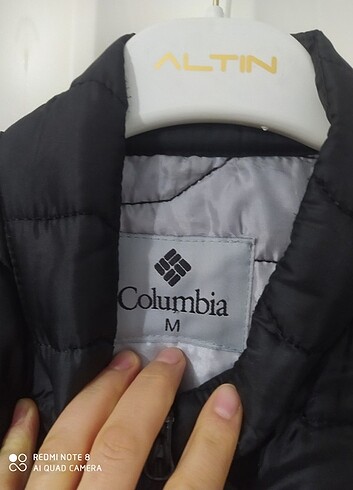 ALTIN
Columbia
M
REDMI NOTE 8
AI QUAD CAMERA